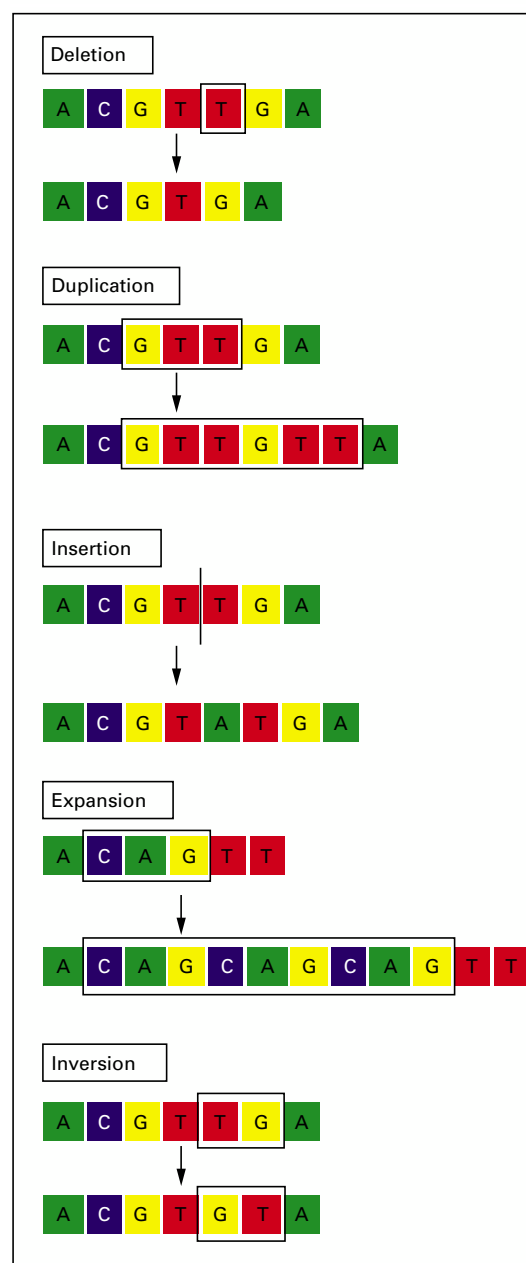 Deletion
A C G T T G A
A C G T G A
Duplication
A C G T T G A
A C G T T G T T A
Insertion
A C G T T G A
A C G T A T G A
Expansion
A C A G T T
A C A G C A G C A G T T
Inversion
A C G T T G A
A C G T G T A